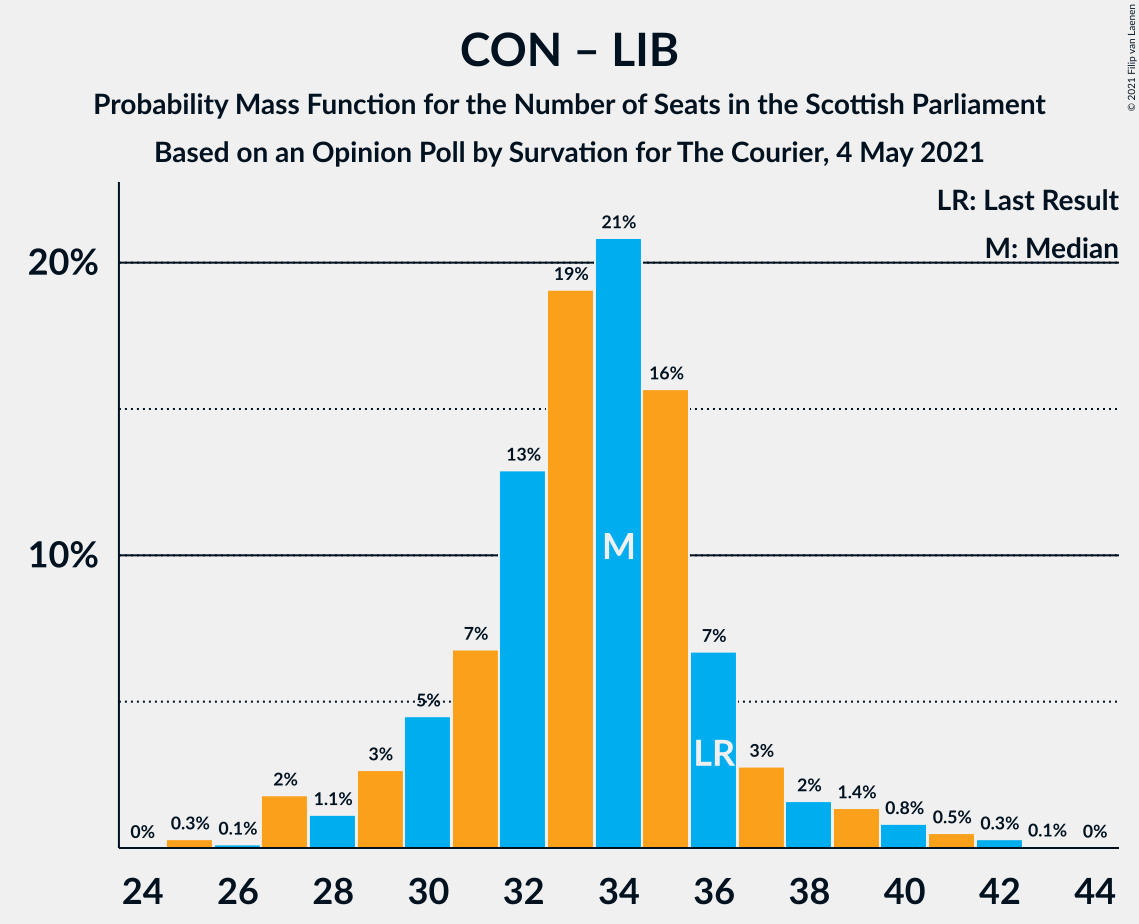 CON – LIB
Probability Mass Function for the Number of Seats in the Scottish Parliament
Based on an Opinion Poll by Survation for The Courier, 4 May 2021
© 2021 Filip van Laenen
LR: Last Result
M: Median
20%
10%
0%
0.3%
0.1%
2%
1.1%
3%
5%
7%
13%
19%
21%
16%
7%
3%
2%
1.4%
0.8%
0.5%
0.3%
0.1%
0%
M
LR
24 26 28 30 32 34 36 38 40 42 44